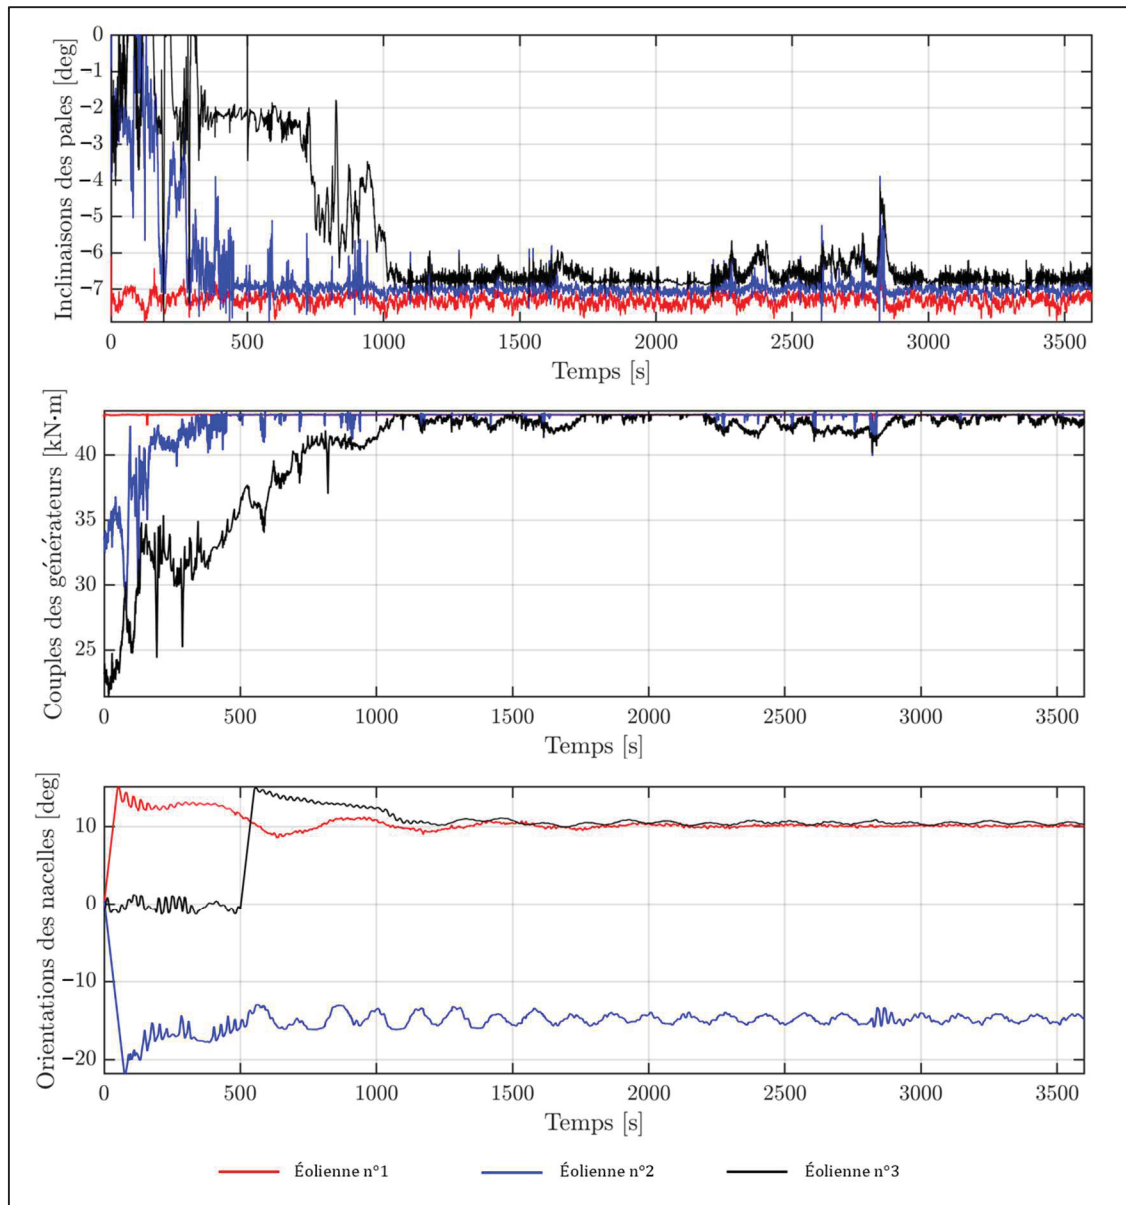 Inclinaisons des pales [deg]
0
−1
−2
−3
−4
−5
−6
−7
0 500 1000 1500 2000 2500 3000 3500
Temps [s]
Couples des générateurs [kN·m]
40
35
30
25
0 500 1000 1500 2000 2500 3000 3500
Temps [s]
Orientations des nacelles [deg]
10
0
−10
−20
0 500 1000 1500 2000 2500 3000 3500
Temps [s]
Éolienne n°1 Éolienne n°2 Éolienne n°3